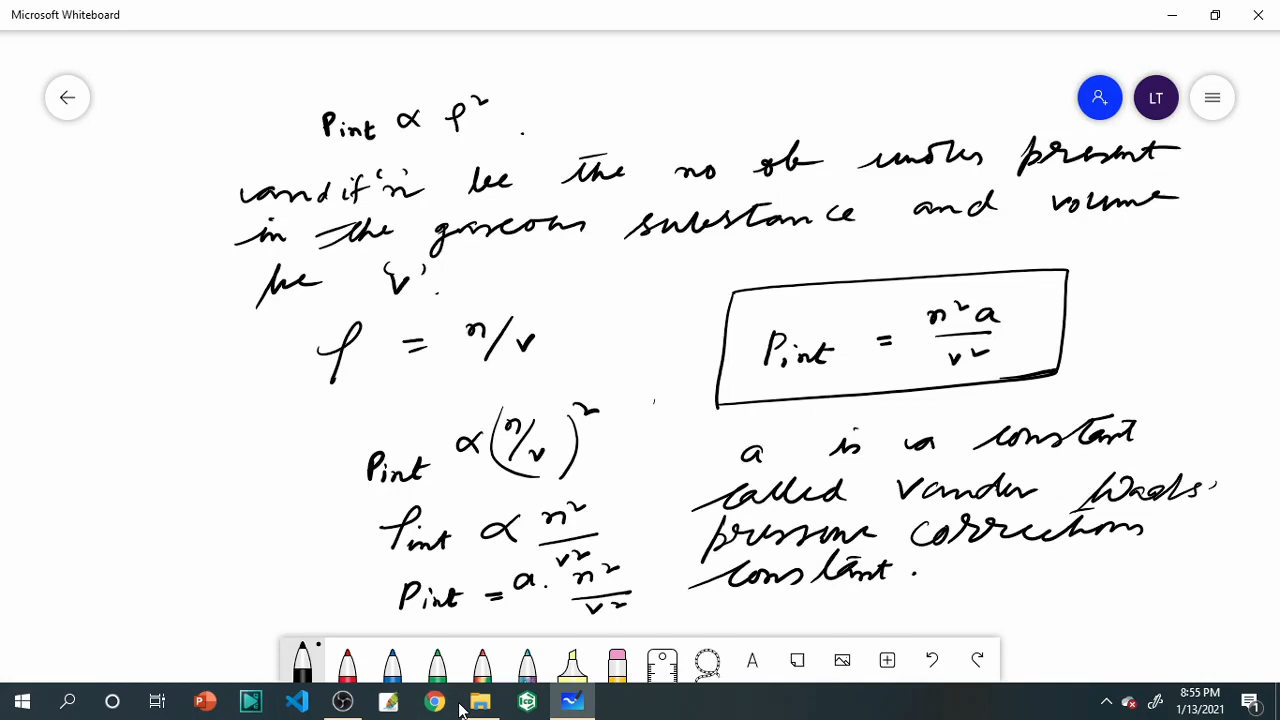 Microsoft Whiteboard
LT
Pint ∝ ρ²
and if 'n' be the no of moles present
in the gaseous substance and volume
be 'v'.
ρ = n/v
Pint ∝ (n/v)²
Pint ∝ n²/v²
Pint = a. n²/v²
Pint = n²a/v²
a is a constant
called vander Waals'
pressure corrections
constant.
A
8:55 PM
1/13/2021